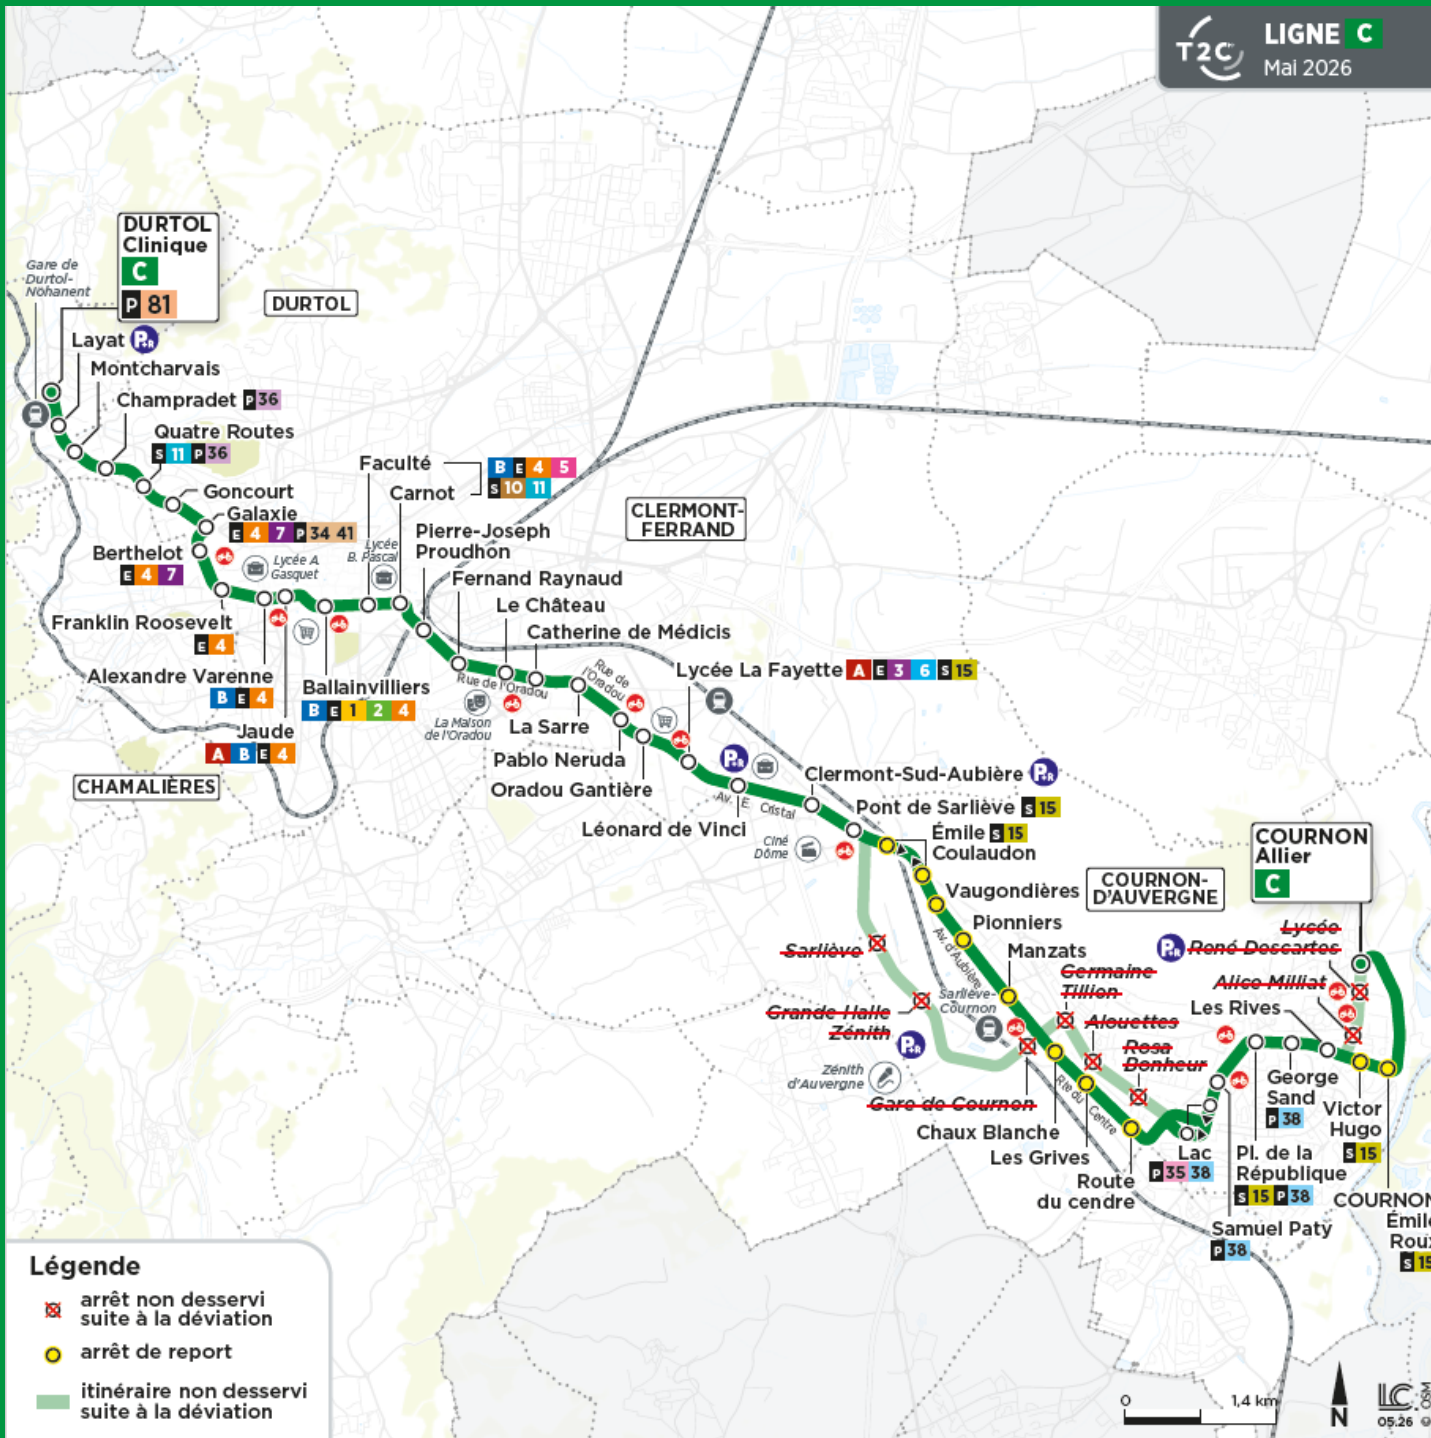 T2C
LIGNE C
Mai 2026
DURTOL
Clinique
C
P 81
Gare de
Durtol-
Nohanent
DURTOL
Layat P+R
Montcharvais
Champradet P 36
Quatre Routes
S 11 P 36
Goncourt
Galaxie
E 4 7 P 34 41
Berthelot
E 4 7
Lycée A.
Gasquet
Franklin Roosevelt
E 4
Alexandre Varenne
B E 4
Jaude
A B E 4
Ballainvilliers
B E 1 2 4
CHAMALIÈRES
Faculté
Carnot
B E 4 5
S 10 11
Lycée
B. Pascal
Pierre-Joseph
Proudhon
CLERMONT-
FERRAND
Fernand Raynaud
Le Château
Catherine de Médicis
Rue de l'Oradou
Rue de
l'Oradou
La Maison
de l'Oradou
La Sarre
Pablo Neruda
Oradou Gantière
Lycée La Fayette A E 3 6 S 15
P+R
Léonard de Vinci
Av. E. Cristal
Clermont-Sud-Aubière P+R
Pont de Sarliève S 15
Ciné
Dôme
Émile S 15
Coulaudon
Vaugondières
Pionniers
Manzats
Av. d'Aubière
COURNON-
D'AUVERGNE
COURNON
Allier
C
Sarliève
Grande Halle
Zénith
P+R
Zénith
d'Auvergne
Sarliève-
Cournon
Gare de Cournon
Germaine
Tillion
Alouettes
Rosa
Bonheur
Lycée
P+R René Descartes
Alice Milliat
Les Rives
Chaux Blanche
Les Grives
Rte du Centre
Route
du cendre
Lac
P 35 38
Samuel Paty
P 38
Pl. de la
République
S 15 P 38
George
Sand
P 38
Victor
Hugo
S 15
COURNON
Émile
Roux
S 15
Légende
arrêt non desservi
suite à la déviation
arrêt de report
itinéraire non desservi
suite à la déviation
0 1,4 km
N
LC
05.26
© OSM